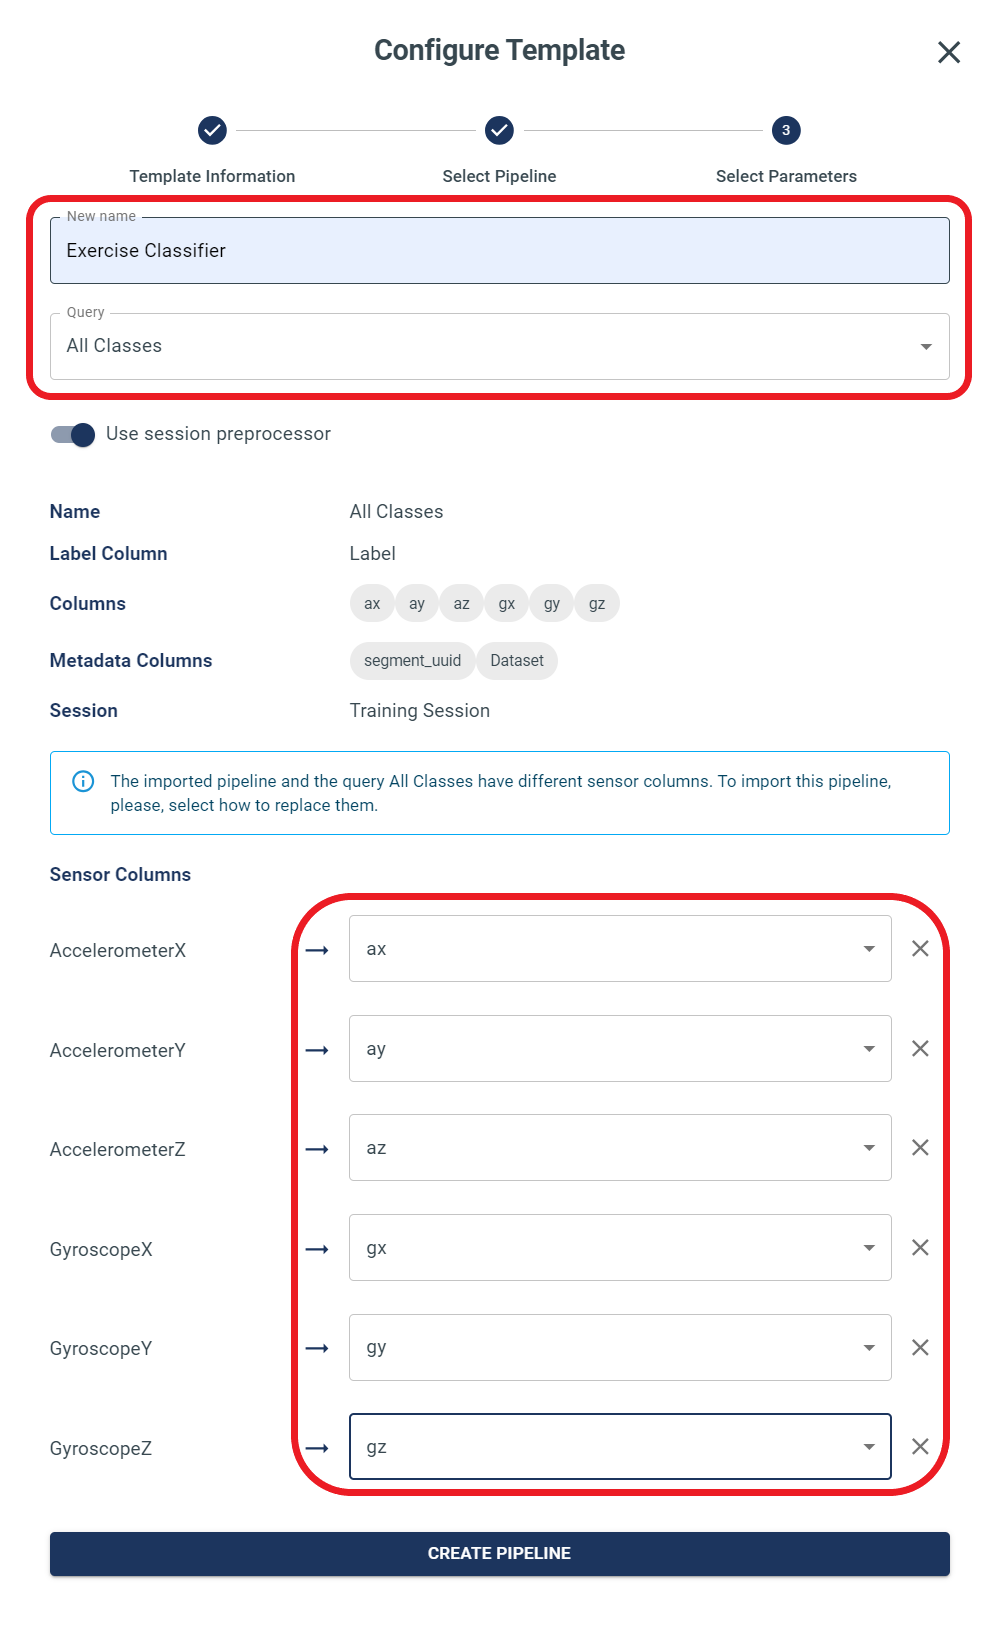 Configure Template
3
Template Information
Select Pipeline
Select Parameters
New name
Exercise Classifier
Query
All Classes
Use session preprocessor
Name All Classes
Label Column Label
Columns ax ay az gx gy gz
Metadata Columns segment_uuid Dataset
Session Training Session
The imported pipeline and the query All Classes have different sensor columns. To import this pipeline,
please, select how to replace them.
Sensor Columns
AccelerometerX → ax
AccelerometerY → ay
AccelerometerZ → az
GyroscopeX → gx
GyroscopeY → gy
GyroscopeZ → gz
CREATE PIPELINE